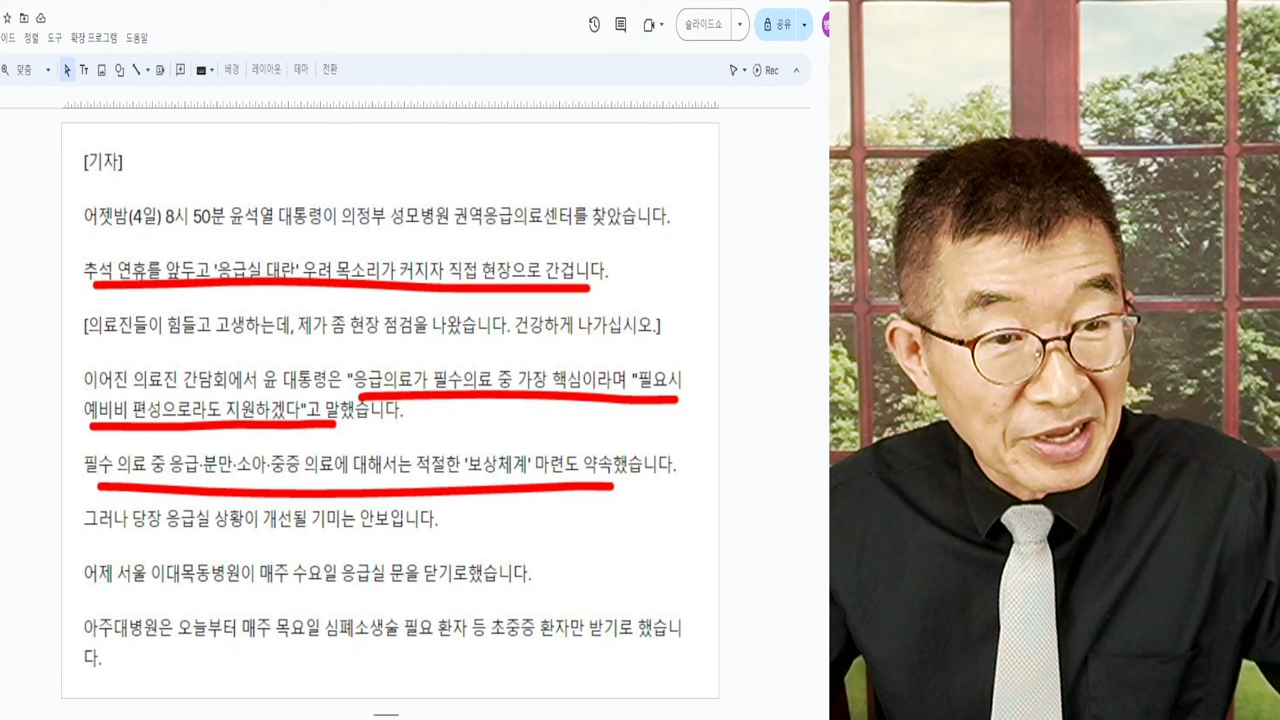 이드 정렬 도구 확장 프로그램 도움말
슬라이드쇼
공유
맞춤
Tт
배경 레이아웃 테마 전환
Rec
[기자]
어젯밤(4일) 8시 50분 윤석열 대통령이 의정부 성모병원 권역응급의료센터를 찾았습니다.
추석 연휴를 앞두고 '응급실 대란' 우려 목소리가 커지자 직접 현장으로 간겁니다.
[의료진들이 힘들고 고생하는데, 제가 좀 현장 점검을 나왔습니다. 건강하게 나가십시오.]
이어진 의료진 간담회에서 윤 대통령은 "응급의료가 필수의료 중 가장 핵심이라며 "필요시
예비비 편성으로라도 지원하겠다"고 말했습니다.
필수 의료 중 응급·분만·소아·중증 의료에 대해서는 적절한 '보상체계' 마련도 약속했습니다.
그러나 당장 응급실 상황이 개선될 기미는 안보입니다.
어제 서울 이대목동병원이 매주 수요일 응급실 문을 닫기로했습니다.
아주대병원은 오늘부터 매주 목요일 심폐소생술 필요 환자 등 초중증 환자만 받기로 했습니
다.